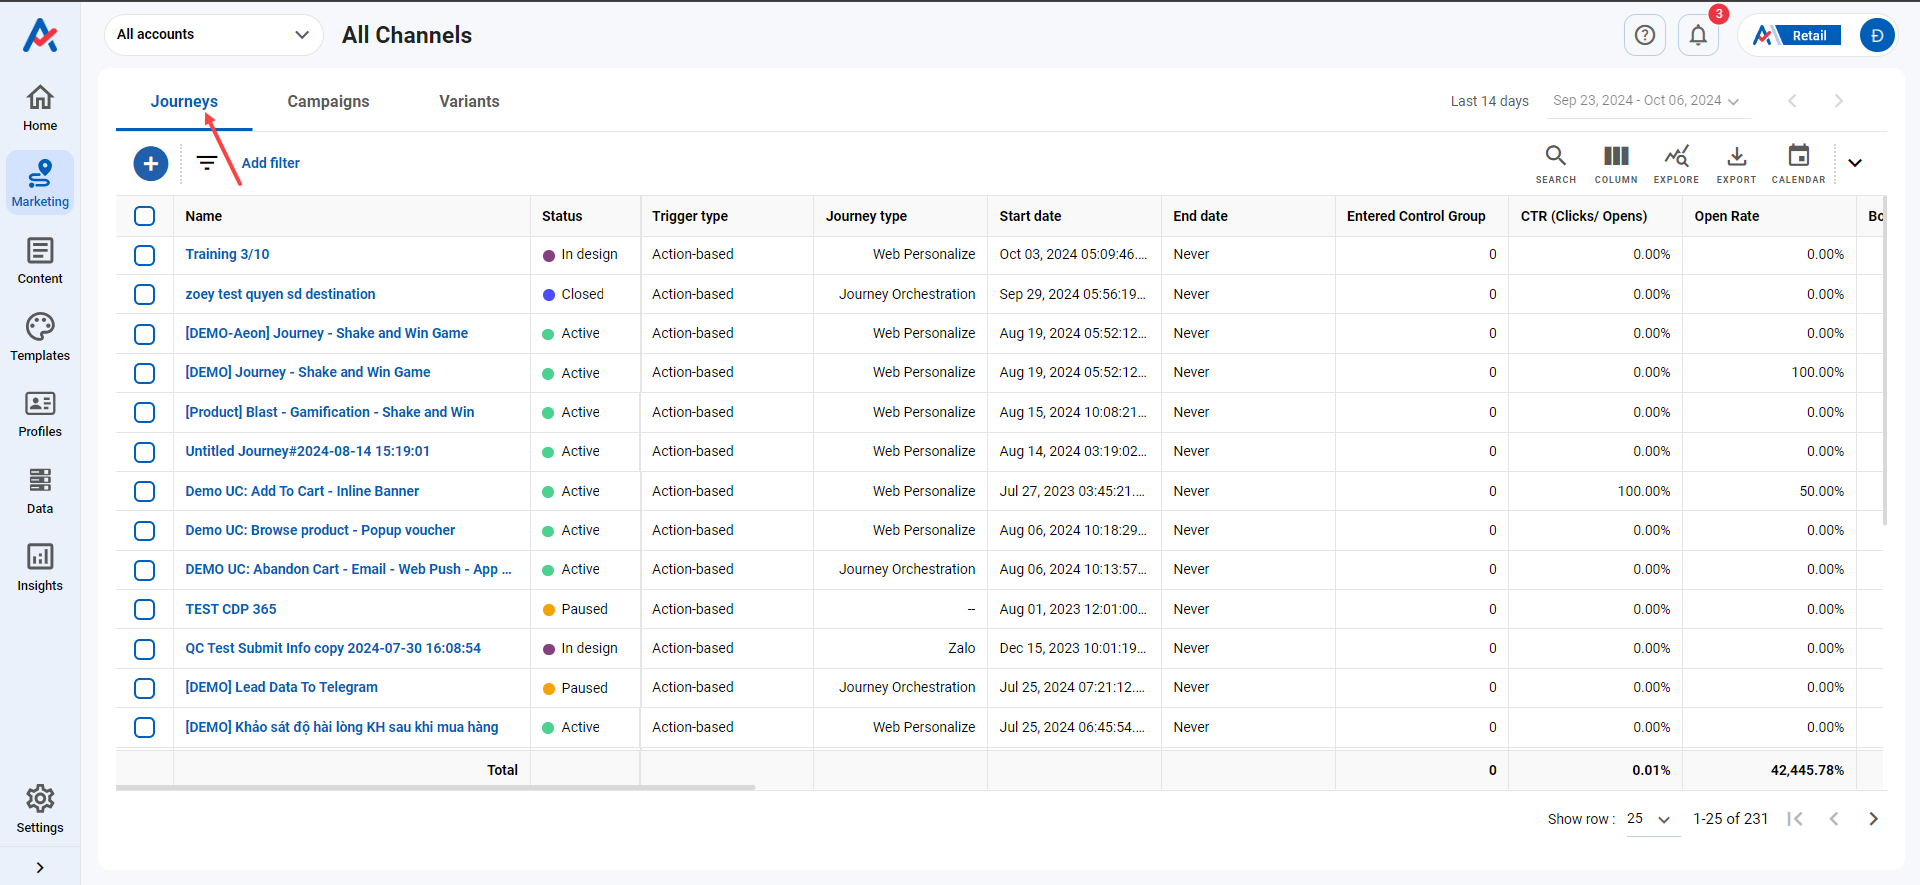 All accounts
All Channels
3
Retail
Đ
Home
Marketing
Content
Templates
Profiles
Data
Insights
Settings
Journeys Campaigns Variants
Last 14 days Sep 23, 2024 - Oct 06, 2024
Add filter
SEARCH COLUMN EXPLORE EXPORT CALENDAR
Name Status Trigger type Journey type Start date End date Entered Control Group CTR (Clicks/ Opens) Open Rate Bo
Training 3/10 In design Action-based Web Personalize Oct 03, 2024 05:09:46.... Never 0 0.00% 0.00%
zoey test quyen sd destination Closed Action-based Journey Orchestration Sep 29, 2024 05:56:19... Never 0 0.00% 0.00%
[DEMO-Aeon] Journey - Shake and Win Game Active Action-based Web Personalize Aug 19, 2024 05:52:12... Never 0 0.00% 0.00%
[DEMO] Journey - Shake and Win Game Active Action-based Web Personalize Aug 19, 2024 05:52:12... Never 0 0.00% 100.00%
[Product] Blast - Gamification - Shake and Win Active Action-based Web Personalize Aug 15, 2024 10:08:21... Never 0 0.00% 0.00%
Untitled Journey#2024-08-14 15:19:01 Active Action-based Web Personalize Aug 14, 2024 03:19:02... Never 0 0.00% 0.00%
Demo UC: Add To Cart - Inline Banner Active Action-based Web Personalize Jul 27, 2023 03:45:21.... Never 0 100.00% 50.00%
Demo UC: Browse product - Popup voucher Active Action-based Web Personalize Aug 06, 2024 10:18:29... Never 0 0.00% 0.00%
DEMO UC: Abandon Cart - Email - Web Push - App ... Active Action-based Journey Orchestration Aug 06, 2024 10:13:57... Never 0 0.00% 0.00%
TEST CDP 365 Paused Action-based -- Aug 01, 2023 12:01:00... Never 0 0.00% 0.00%
QC Test Submit Info copy 2024-07-30 16:08:54 In design Action-based Zalo Dec 15, 2023 10:01:19... Never 0 0.00% 0.00%
[DEMO] Lead Data To Telegram Paused Action-based Journey Orchestration Jul 25, 2024 07:21:12.... Never 0 0.00% 0.00%
[DEMO] Khảo sát độ hài lòng KH sau khi mua hàng Active Action-based Web Personalize Jul 25, 2024 06:45:54.... Never 0 0.00% 0.00%
Total 0 0.01% 42,445.78%
Show row : 25 1-25 of 231